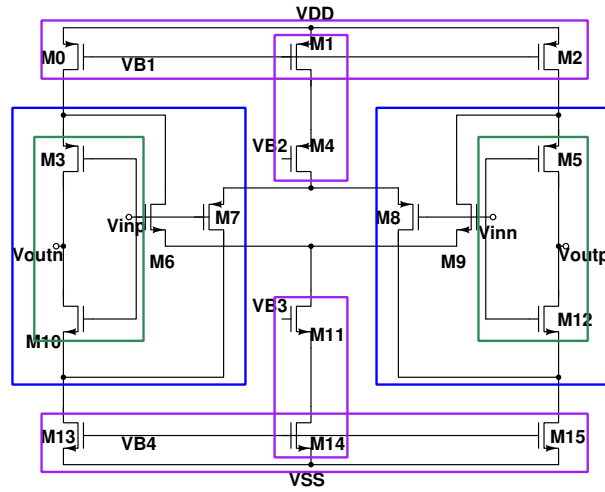 VDD
M0 VB1 M1 M2
M3 VB2 M4 M5
Vinp M7 M8 Vinn
Voutn M6 M9 Voutp
M10 VB3 M11 M12
M13 VB4 M14 M15
VSS